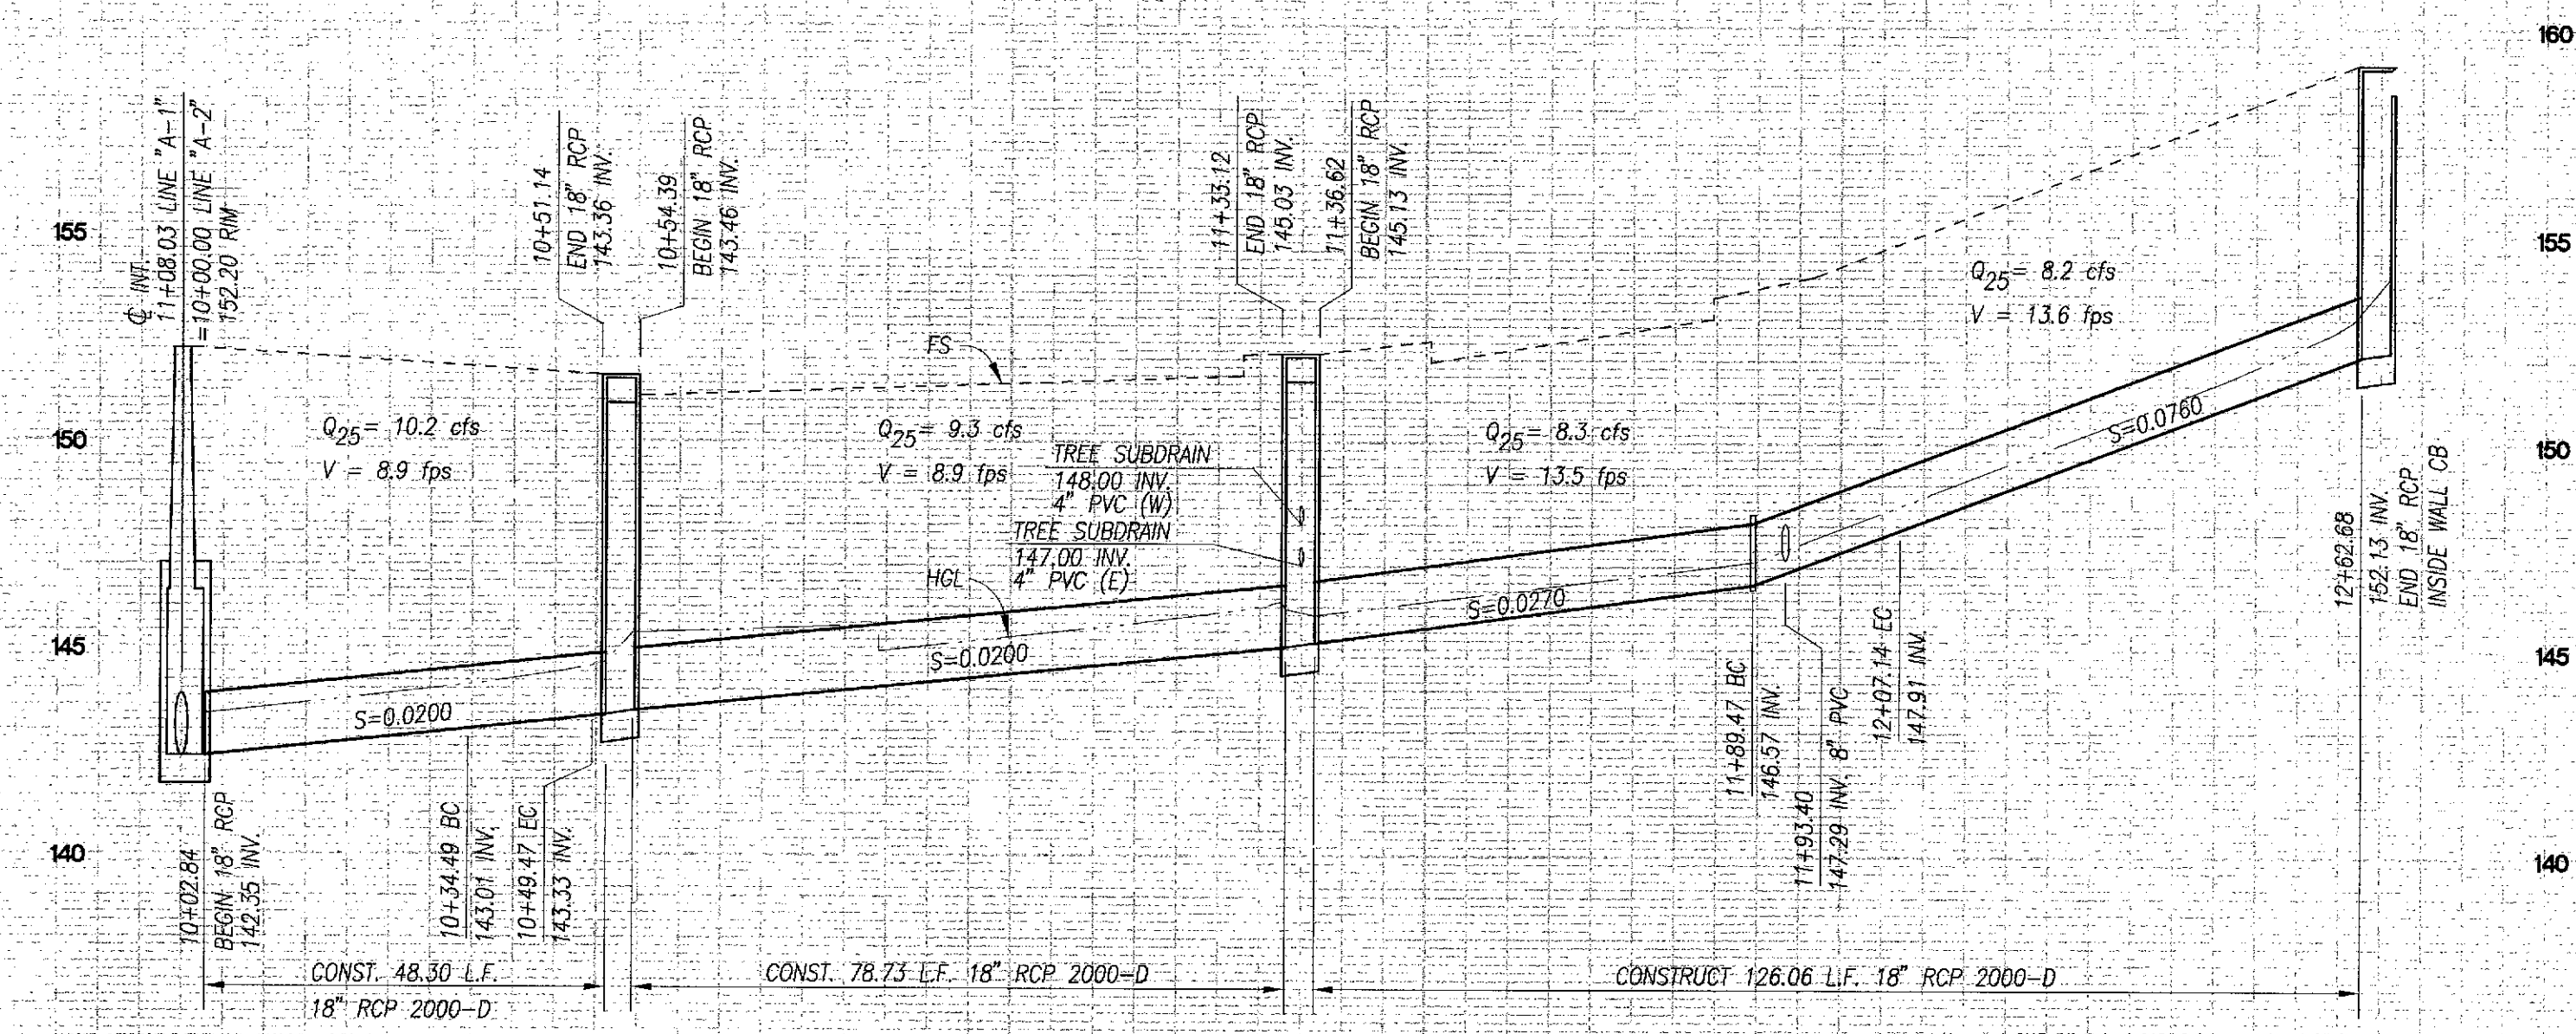 160
155
155
150
150
145
145
140
140
℄ INT.
11+08.03 LINE "A-1"
=10+00.00 LINE "A-2"
152.20 RIM
10+51.14
END 18" RCP
143.36 INV.
10+54.39
BEGIN 18" RCP
143.46 INV.
11+33.12
END 18" RCP
145.03 INV.
11+36.62
BEGIN 18" RCP
145.13 INV.
FS
Q25= 10.2 cfs
V = 8.9 fps
Q25= 9.3 cfs
V = 8.9 fps
TREE SUBDRAIN
148.00 INV.
4" PVC (W)
TREE SUBDRAIN
147.00 INV.
4" PVC (E)
HGL
Q25= 8.3 cfs
V = 13.5 fps
Q25= 8.2 cfs
V = 13.6 fps
S=0.0200
S=0.0200
S=0.0270
S=0.0760
10+02.84
BEGIN 18" RCP
142.35 INV.
10+34.49 BC
143.01 INV.
10+49.47 EC
143.33 INV.
11+89.47 BC
146.57 INV.
11+93.40
147.29 INV. 8" PVC
12+07.14 EC
147.91 INV.
12+62.68
152.13 INV.
END 18" RCP
INSIDE WALL CB
CONST. 48.30 L.F.
18" RCP 2000-D
CONST. 78.73 L.F. 18" RCP 2000-D
CONSTRUCT 126.06 L.F. 18" RCP 2000-D